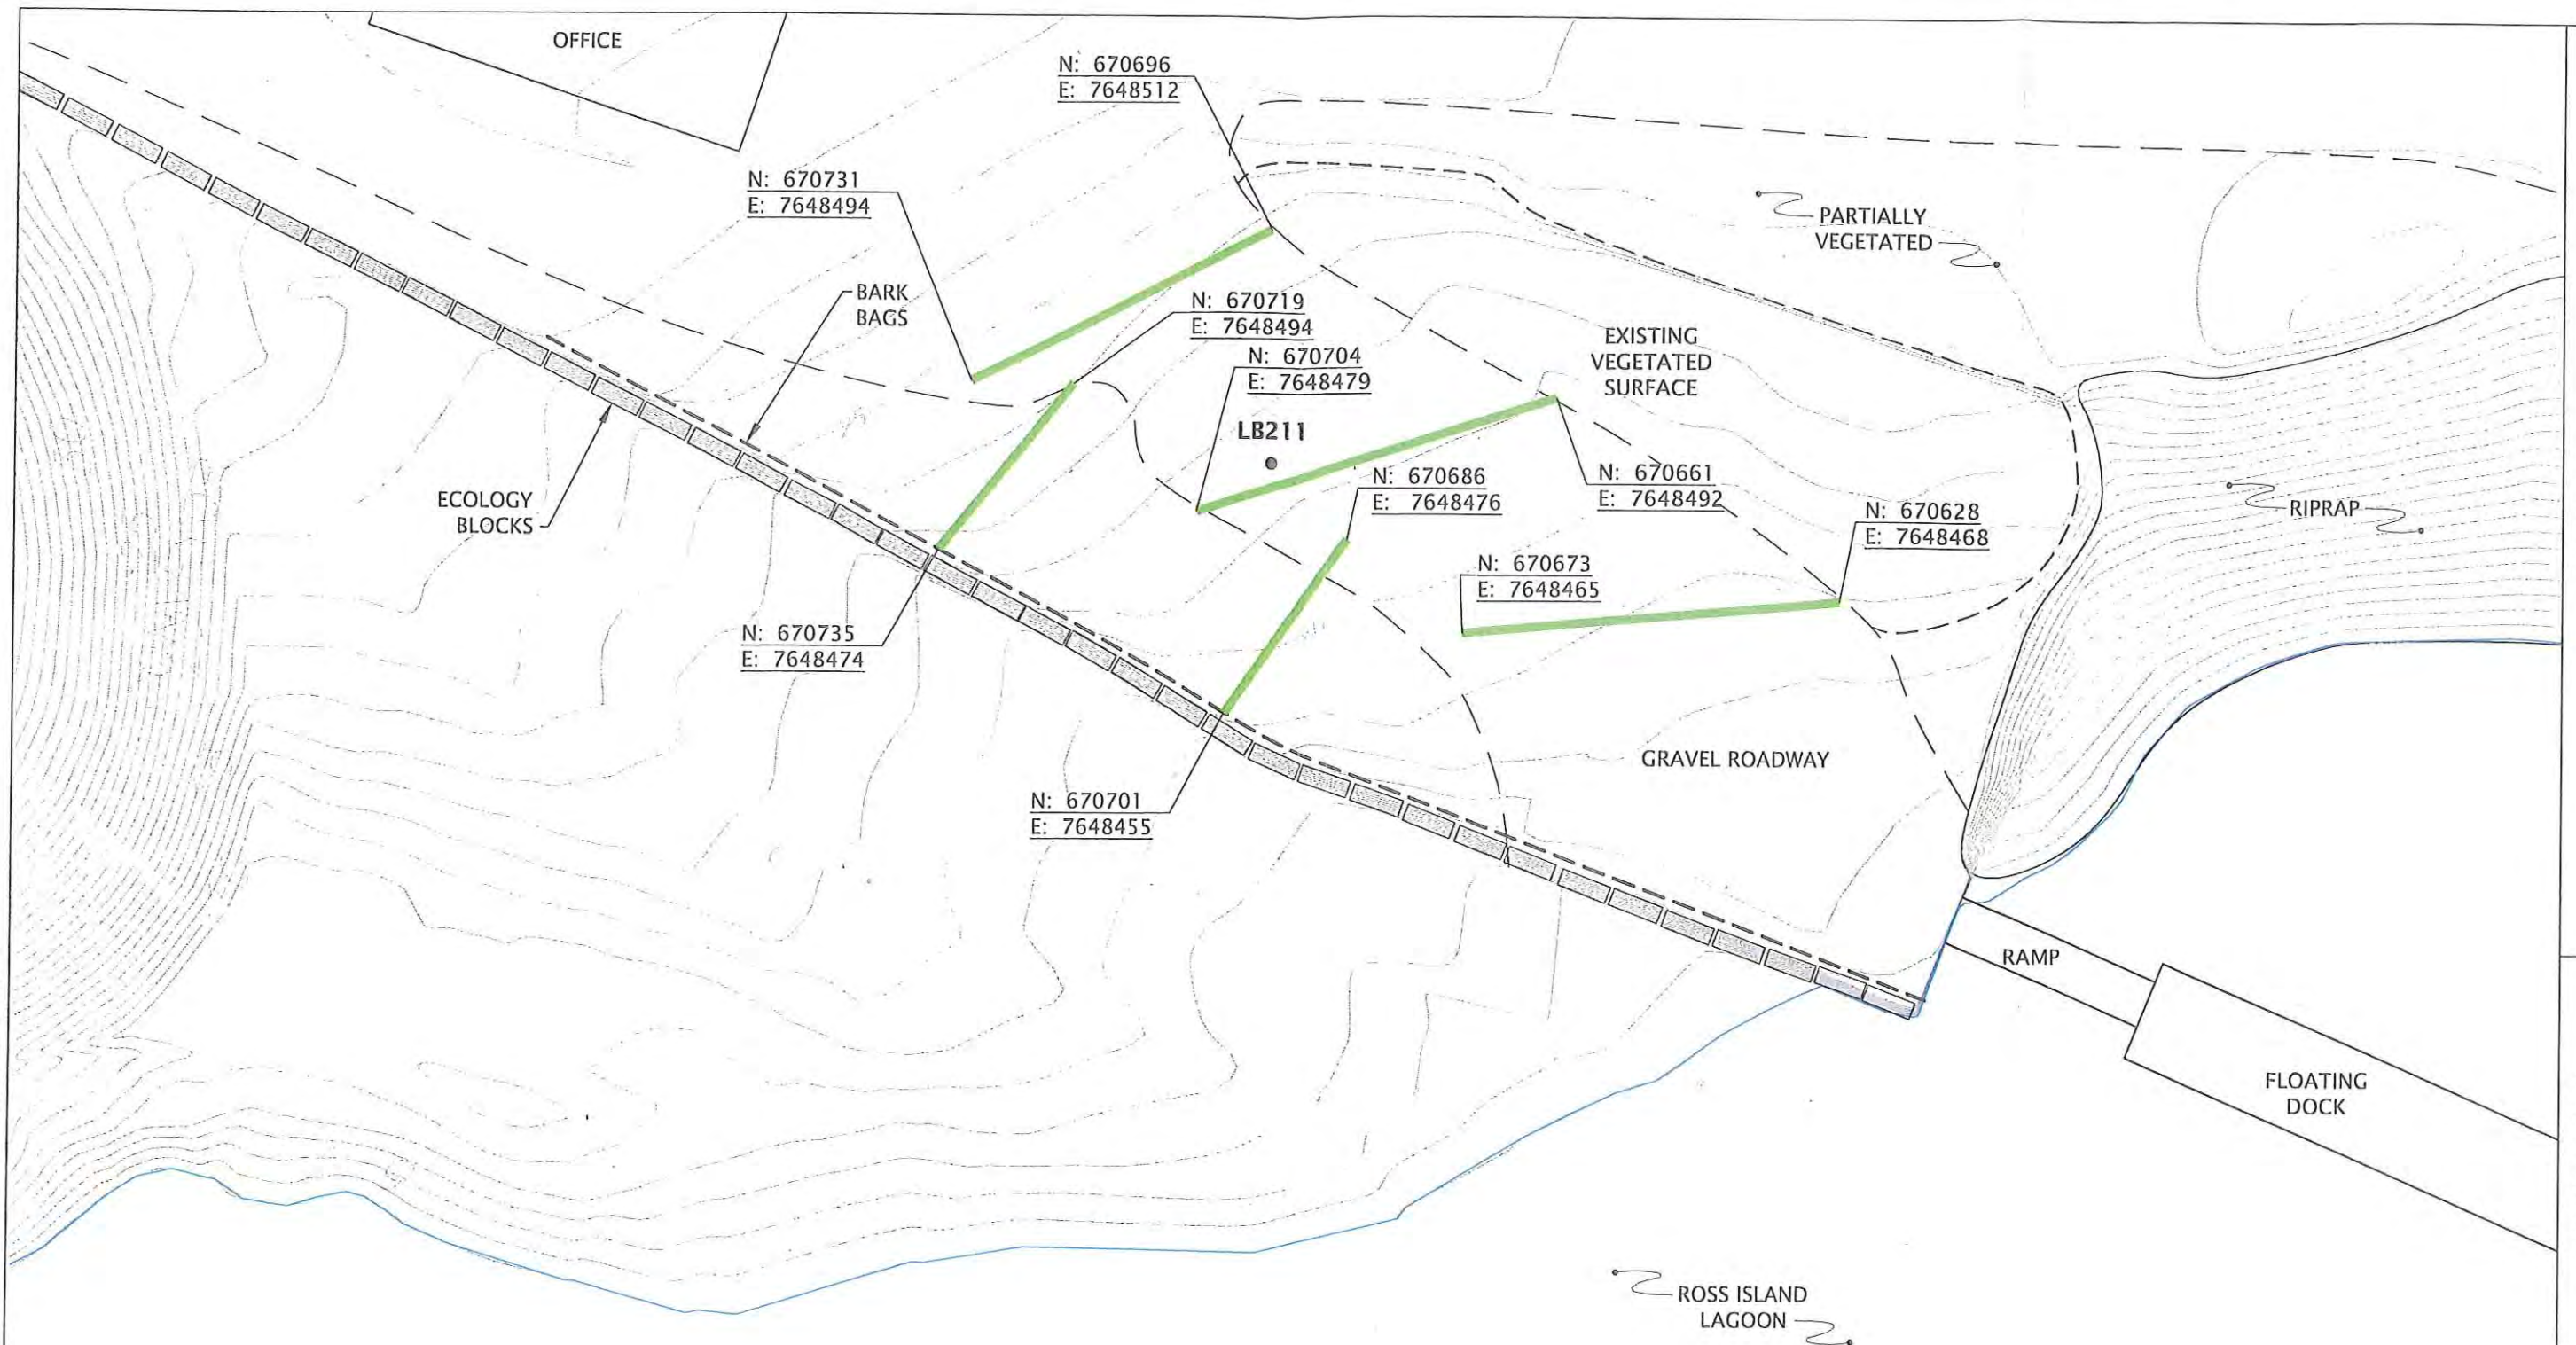 OFFICE
N: 670696
E: 7648512
N: 670731
E: 7648494
PARTIALLY
VEGETATED
BARK
BAGS
N: 670719
E: 7648494
EXISTING
VEGETATED
SURFACE
N: 670704
E: 7648479
LB211
N: 670686
E: 7648476
N: 670661
E: 7648492
ECOLOGY
BLOCKS
RIPRAP
N: 670628
E: 7648468
N: 670673
E: 7648465
N: 670735
E: 7648474
GRAVEL ROADWAY
N: 670701
E: 7648455
RAMP
FLOATING
DOCK
ROSS ISLAND
LAGOON